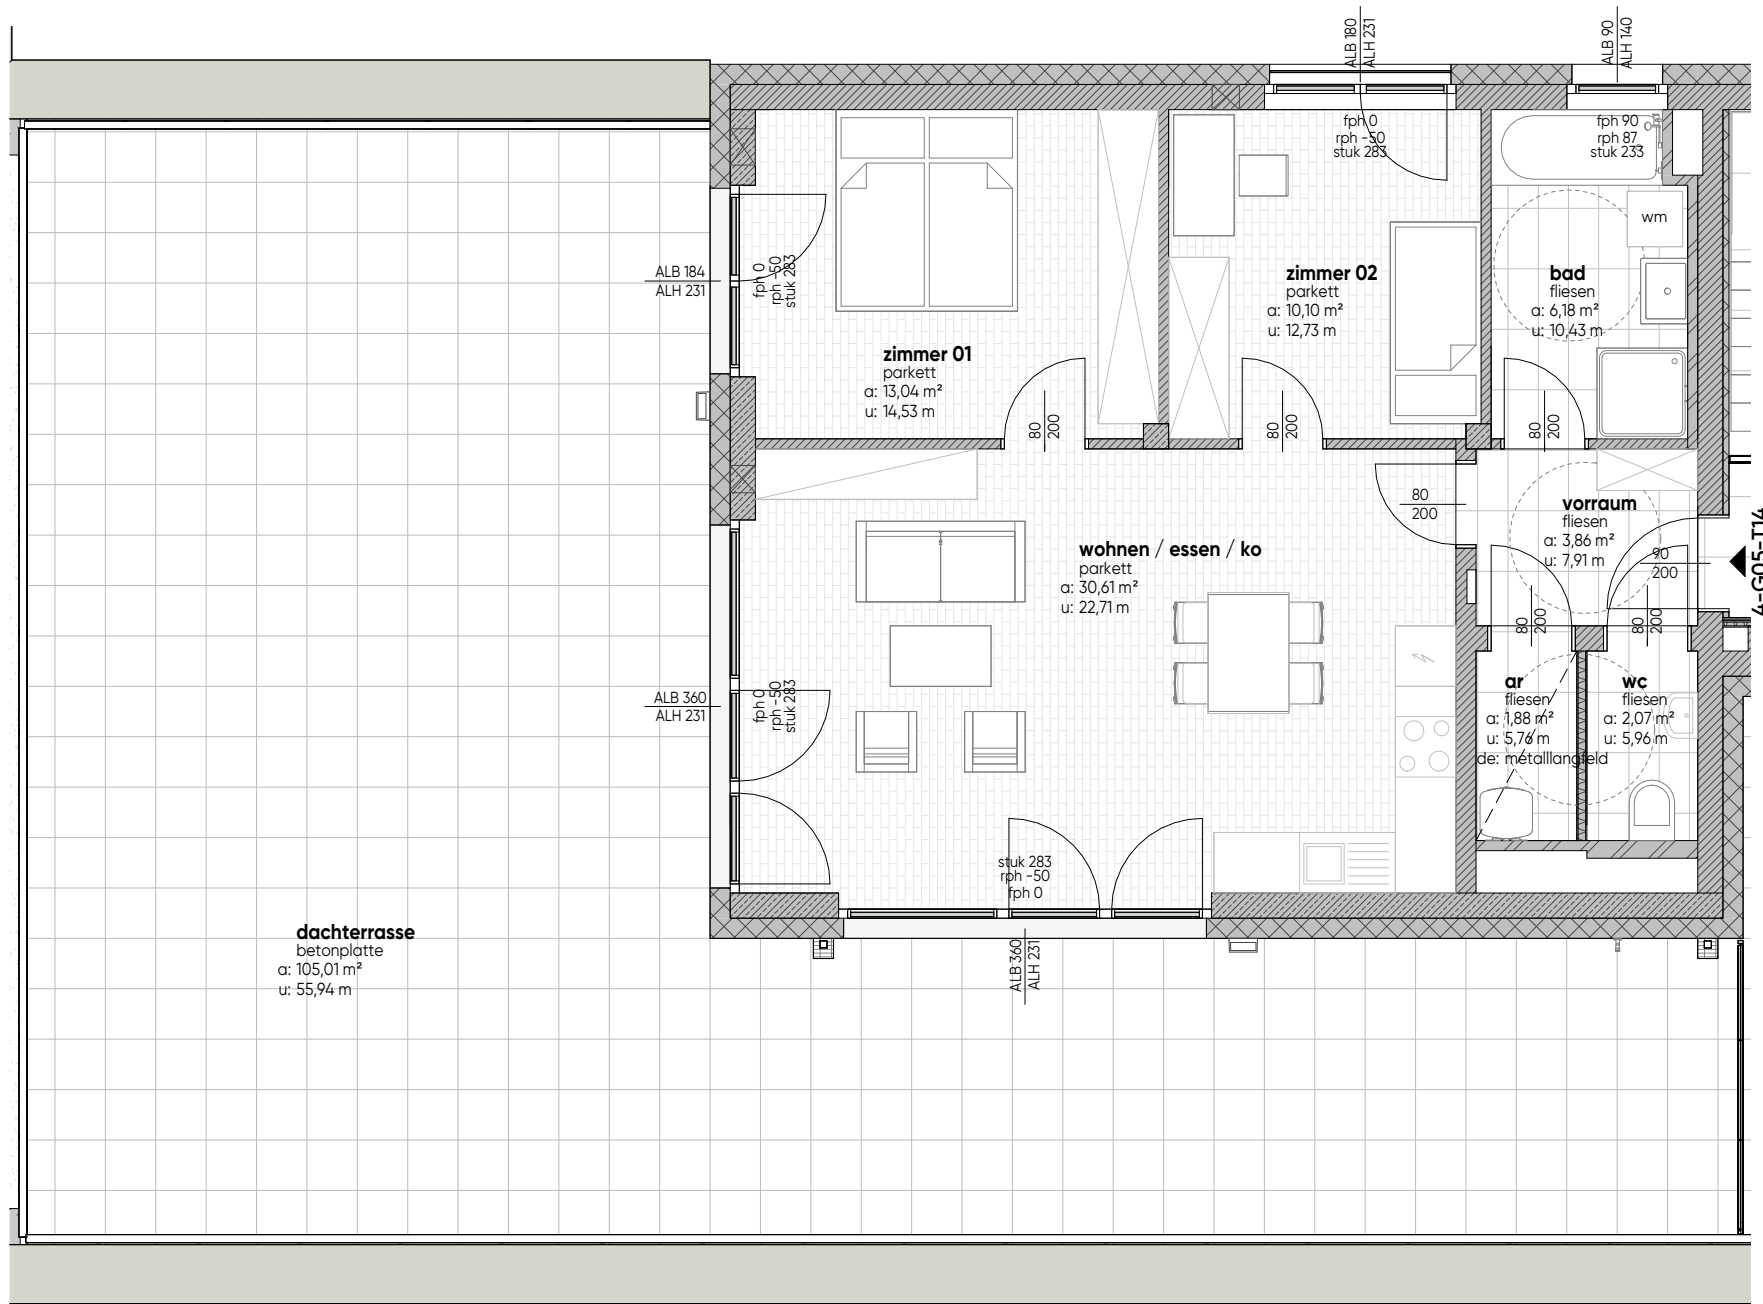 ALB 180
ALH 231
ALB 90
ALH 140
fph 0
rph -50
stuk 283
fph 90
rph 87
stuk 233
wm
ALB 184
ALH 231
fph 0
rph -50
stuk 283
zimmer 01
parkett
a: 13,04 m²
u: 14,53 m
zimmer 02
parkett
a: 10,10 m²
u: 12,73 m
bad
fliesen
a: 6,18 m²
u: 10,43 m
80
200
80
200
80
200
80
200
vorraum
fliesen
a: 3,86 m²
u: 7,91 m
90
200
4-G05-T14
wohnen / essen / ko
parkett
a: 30,61 m²
u: 22,71 m
80
200
80
200
ALB 360
ALH 231
fph 0
rph -50
stuk 283
ar
fliesen
a: 1,88 m²
u: 5,76 m
de: metalllangfeld
wc
fliesen
a: 2,07 m²
u: 5,96 m
stuk 283
rph -50
fph 0
ALB 360
ALH 231
dachterrasse
betonplatte
a: 105,01 m²
u: 55,94 m